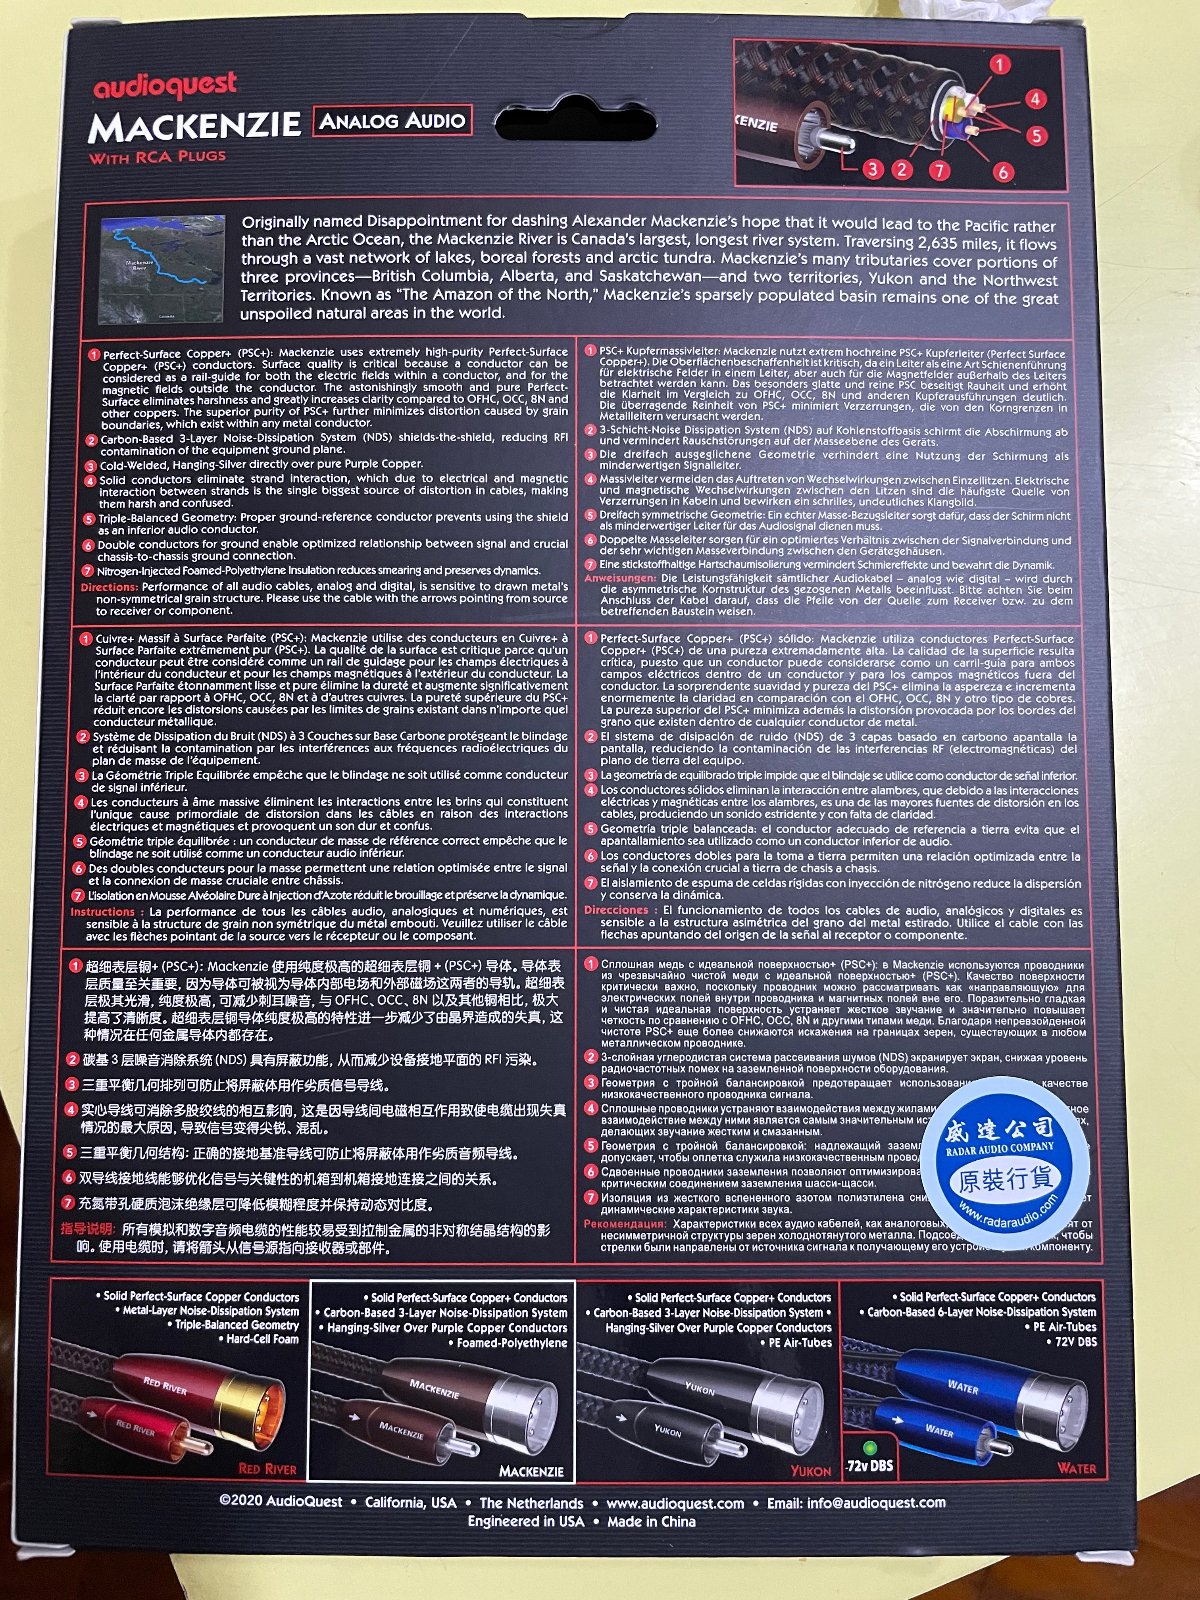 audioquest
MACKENZIE
ANALOG AUDIO
WITH RCA PLUGS
KENZIE
1
4
5
3 2 7 6
Mackenzie
River
Canada
Originally named Disappointment for dashing Alexander Mackenzie's hope that it would lead to the Pacific rather
than the Arctic Ocean, the Mackenzie River is Canada's largest, longest river system. Traversing 2,635 miles, it flows
through a vast network of lakes, boreal forests and arctic tundra. Mackenzie's many tributaries cover portions of
three provinces—British Columbia, Alberta, and Saskatchewan—and two territories, Yukon and the Northwest
Territories. Known as "The Amazon of the North," Mackenzie's sparsely populated basin remains one of the great
unspoiled natural areas in the world.
1 Perfect-Surface Copper+ (PSC+): Mackenzie uses extremely high-purity Perfect-Surface
Copper+ (PSC+) conductors. Surface quality is critical because a conductor can be
considered as a rail-guide for both the electric fields within a conductor, and for the
magnetic fields outside the conductor. The astonishingly smooth and pure Perfect-
Surface eliminates harshness and greatly increases clarity compared to OFHC, OCC, 8N and
other coppers. The superior purity of PSC+ further minimizes distortion caused by grain
boundaries, which exist within any metal conductor.
2 Carbon-Based 3-Layer Noise-Dissipation System (NDS) shields-the-shield, reducing RFI
contamination of the equipment ground plane.
3 Cold-Welded, Hanging-Silver directly over pure Purple Copper.
4 Solid conductors eliminate strand interaction, which due to electrical and magnetic
interaction between strands is the single biggest source of distortion in cables, making
them harsh and confused.
5 Triple-Balanced Geometry: Proper ground-reference conductor prevents using the shield
as an inferior audio conductor.
6 Double conductors for ground enable optimized relationship between signal and crucial
chassis-to-chassis ground connection.
7 Nitrogen-Injected Foamed-Polyethylene Insulation reduces smearing and preserves dynamics.
Directions: Performance of all audio cables, analog and digital, is sensitive to drawn metal's
non-symmetrical grain structure. Please use the cable with the arrows pointing from source
to receiver or component.
1 PSC+ Kupfermassivleiter: Mackenzie nutzt extrem hochreine PSC+ Kupferleiter (Perfect Surface
Copper+). Die Oberflächenbeschaffenheit ist kritisch, da ein Leiter als eine Art Schienenführung
für elektrische Felder in einem Leiter, aber auch für die Magnetfelder außerhalb des Leiters
betrachtet werden kann. Das besonders glatte und reine PSC beseitigt Rauheit und erhöht
die Klarheit im Vergleich zu OFHC, OCC, 8N und anderen Kupferausführungen deutlich.
Die überragende Reinheit von PSC+ minimiert Verzerrungen, die von den Korngrenzen in
Metalleitern verursacht werden.
2 3-Schicht-Noise Dissipation System (NDS) auf Kohlenstoffbasis schirmt die Abschirmung ab
und vermindert Rauschstörungen auf der Masseebene des Geräts.
3 Die dreifach ausgeglichene Geometrie verhindert eine Nutzung der Schirmung als
minderwertigen Signalleiter.
4 Massivleiter vermeiden das Auftreten von Wechselwirkungen zwischen Einzellitzen. Elektrische
und magnetische Wechselwirkungen zwischen den Litzen sind die häufigste Quelle von
Verzerrungen in Kabeln und bewirken ein schrilles, undeutliches Klangbild.
5 Dreifach symmetrische Geometrie: Ein echter Masse-Bezugsleiter sorgt dafür, dass der Schirm nicht
als minderwertiger Leiter für das Audiosignal dienen muss.
6 Doppelte Masseleiter sorgen für ein optimiertes Verhältnis zwischen der Signalverbindung und
der sehr wichtigen Masseverbindung zwischen den Gerätegehäusen.
7 Eine stickstoffhaltige Hartschaumisolierung vermindert Schmiereffekte und bewahrt die Dynamik.
Anweisungen: Die Leistungsfähigkeit sämtlicher Audiokabel – analog wie digital – wird durch
die asymmetrische Kornstruktur des gezogenen Metalls beeinflusst. Bitte achten Sie beim
Anschluss der Kabel darauf, dass die Pfeile von der Quelle zum Receiver bzw. zu dem
betreffenden Baustein weisen.
1 Cuivre+ Massif à Surface Parfaite (PSC+): Mackenzie utilise des conducteurs en Cuivre+ à
Surface Parfaite extrêmement pur (PSC+). La qualité de la surface est critique parce qu'un
conducteur peut être considéré comme un rail de guidage pour les champs électriques à
l'intérieur du conducteur et pour les champs magnétiques à l'extérieur du conducteur. La
Surface Parfaite étonnamment lisse et pure élimine la dureté et augmente significativement
la clarté par rapport à OFHC, OCC, 8N et à d'autres cuivres. La pureté supérieure du PSC+
réduit encore les distorsions causées par les limites de grains existant dans n'importe quel
conducteur métallique.
2 Système de Dissipation du Bruit (NDS) à 3 Couches sur Base Carbone protégeant le blindage
et réduisant la contamination par les interférences aux fréquences radioélectriques du
plan de masse de l'équipement.
3 La Géométrie Triple Equilibrée empêche que le blindage ne soit utilisé comme conducteur
de signal inférieur.
4 Les conducteurs à âme massive éliminent les interactions entre les brins qui constituent
l'unique cause primordiale de distorsion dans les câbles en raison des interactions
électriques et magnétiques et provoquent un son dur et confus.
5 Géométrie triple équilibrée : un conducteur de masse de référence correct empêche que le
blindage ne soit utilisé comme un conducteur audio inférieur.
6 Des doubles conducteurs pour la masse permettent une relation optimisée entre le signal
et la connexion de masse cruciale entre châssis.
7 L'isolation en Mousse Alvéolaire Dure à Injection d'Azote réduit le brouillage et préserve la dynamique.
Instructions : La performance de tous les câbles audio, analogiques et numériques, est
sensible à la structure de grain non symétrique du métal embouti. Veuillez utiliser le câble
avec les flèches pointant de la source vers le récepteur ou le composant.
1 Perfect-Surface Copper+ (PSC+) sólido: Mackenzie utiliza conductores Perfect-Surface
Copper+ (PSC+) de una pureza extremadamente alta. La calidad de la superficie resulta
crítica, puesto que un conductor puede considerarse como un carril-guía para ambos
campos eléctricos dentro de un conductor y para los campos magnéticos fuera del
conductor. La sorprendente suavidad y pureza del PSC+ elimina la aspereza e incrementa
enormemente la claridad en comparación con el OFHC, OCC, 8N y otro tipo de cobres.
La pureza superior del PSC+ minimiza además la distorsión provocada por los bordes del
grano que existen dentro de cualquier conductor de metal.
2 El sistema de disipación de ruido (NDS) de 3 capas basado en carbono apantalla la
pantalla, reduciendo la contaminación de las interferencias RF (electromagnéticas) del
plano de tierra del equipo.
3 La geometría de equilibrado triple impide que el blindaje se utilice como conductor de señal inferior.
4 Los conductores sólidos eliminan la interacción entre alambres, que debido a las interacciones
eléctricas y magnéticas entre los alambres, es una de las mayores fuentes de distorsión en los
cables, produciendo un sonido estridente y con falta de claridad.
5 Geometría triple balanceada: el conductor adecuado de referencia a tierra evita que el
apantallamiento sea utilizado como un conductor inferior de audio.
6 Los conductores dobles para la toma a tierra permiten una relación optimizada entre la
señal y la conexión crucial a tierra de chasis a chasis.
7 El aislamiento de espuma de celdas rígidas con inyección de nitrógeno reduce la dispersión
y conserva la dinámica.
Direcciones : El funcionamiento de todos los cables de audio, analógicos y digitales es
sensible a la estructura asimétrica del grano del metal estirado. Utilice el cable con las
flechas apuntando del origen de la señal al receptor o componente.
1 超细表层铜+ (PSC+): Mackenzie 使用纯度极高的超细表层铜 + (PSC+) 导体。导体表
层质量至关重要, 因为导体可被视为导体内部电场和外部磁场这两者的导轨。超细表
层极其光滑, 纯度极高, 可减少刺耳噪音, 与 OFHC、OCC、8N 以及其他铜相比, 极大
提高了清晰度。超细表层铜导体纯度极高的特性进一步减少了由晶界造成的失真, 这
种情况在任何金属导体内都存在。
2 碳基 3 层噪音消除系统 (NDS) 具有屏蔽功能, 从而减少设备接地平面的 RFI 污染。
3 三重平衡几何排列可防止将屏蔽体用作劣质信号导线。
4 实心导线可消除多股绞线的相互影响, 这是因导线间电磁相互作用致使电缆出现失真
情况的最大原因, 导致信号变得尖锐、混乱。
5 三重平衡几何结构: 正确的接地基准导线可防止将屏蔽体用作劣质音频导线。
6 双导线接地线能够优化信号与关键性的机箱到机箱接地连接之间的关系。
7 充氮带孔硬质泡沫绝缘层可降低模糊程度并保持动态对比度。
指导说明: 所有模拟和数字音频电缆的性能较易受到拉制金属的非对称结晶结构的影
响。使用电缆时, 请将箭头从信号源指向接收器或部件。
1 Сплошная медь с идеальной поверхностью+ (PSC+): в Mackenzie используются проводники
из чрезвычайно чистой меди с идеальной поверхностью+ (PSC+). Качество поверхности
критически важно, поскольку проводник можно рассматривать как «направляющую» для
электрических полей внутри проводника и магнитных полей вне его. Поразительно гладкая
и чистая идеальная поверхность устраняет жесткое звучание и значительно повышает
четкость по сравнению с OFHC, OCC, 8N и другими типами меди. Благодаря непревзойденной
чистоте PSC+ еще более снижаются искажения на границах зерен, существующих в любом
металлическом проводнике.
2 3-слойная углеродистая система рассеивания шумов (NDS) экранирует экран, снижая уровень
радиочастотных помех на заземленной поверхности оборудования.
3 Геометрия с тройной балансировкой предотвращает использован качестве
низкокачественного проводника сигнала.
4 Сплошные проводники устраняют взаимодействия между жилами
взаимодействие между ними является самым значительным ис
делающих звучание жестким и смазанным.
5 Геометрия с тройной балансировкой: надлежащий зазем
допускает, чтобы оплетка служила низкокачественным прово
6 Сдвоенные проводники заземления позволяют оптимизирова
критическим соединением заземления шасси-шасси.
7 Изоляция из жесткого вспененного азотом полиэтилена сни
динамические характеристики звука.
Рекомендация: Характеристики всех аудио кабелей, как аналоговых, от
несимметричной структуры зерен холоднотянутого металла. Подсое чтобы
стрелки были направлены от источника сигнала к получающему его устрой компоненту.
威達公司
RADAR AUDIO COMPANY
原裝行貨
www.radaraudio.com
• Solid Perfect-Surface Copper Conductors
• Metal-Layer Noise-Dissipation System
• Triple-Balanced Geometry
• Hard-Cell Foam
RED RIVER
RED RIVER
RED RIVER
• Solid Perfect-Surface Copper+ Conductors
• Carbon-Based 3-Layer Noise-Dissipation System
• Hanging-Silver Over Purple Copper Conductors
• Foamed-Polyethylene
MACKENZIE
MACKENZIE
MACKENZIE
• Solid Perfect-Surface Copper+ Conductors
• Carbon-Based 3-Layer Noise-Dissipation System •
Hanging-Silver Over Purple Copper Conductors
• PE Air-Tubes
YUKON
YUKON
YUKON
• Solid Perfect-Surface Copper+ Conductors
• Carbon-Based 6-Layer Noise-Dissipation System
• PE Air-Tubes
• 72V DBS
WATER
WATER
-72v DBS
WATER
©2020 AudioQuest • California, USA • The Netherlands • www.audioquest.com • Email: info@audioquest.com
Engineered in USA • Made in China